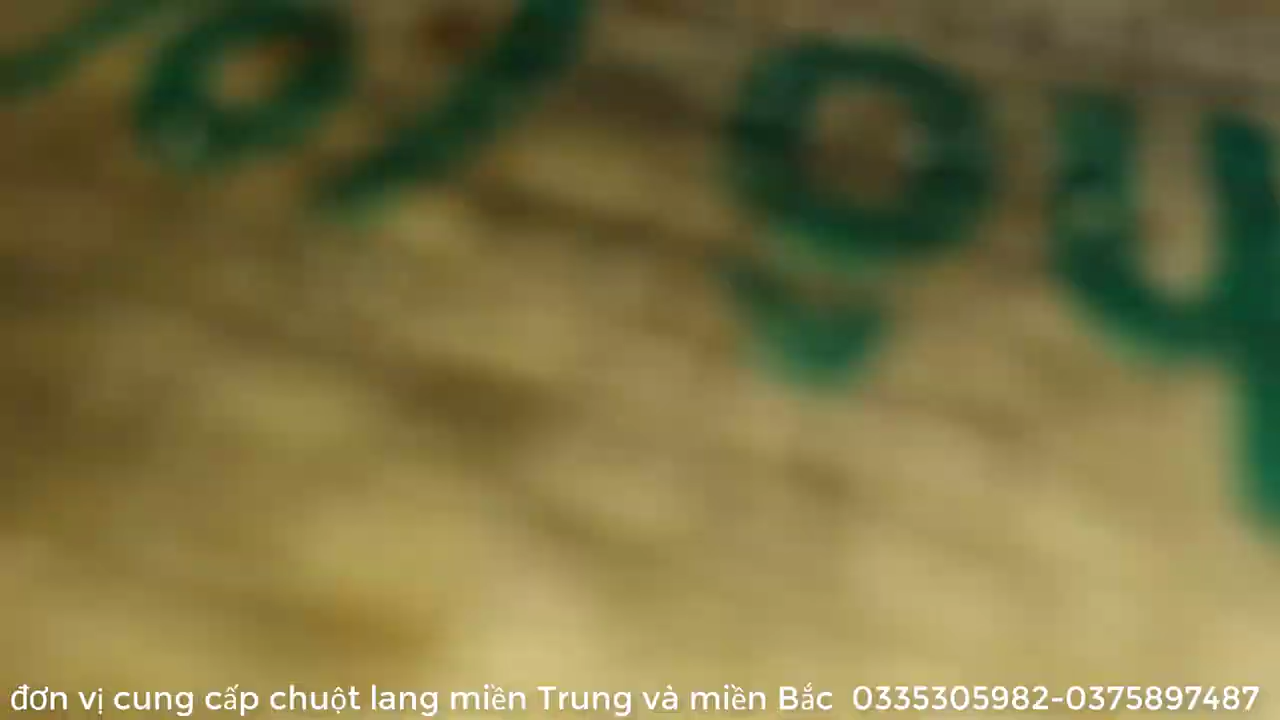 đơn vị cung cấp chuột lang miền Trung và miền Bắc 0335305982-0375897487